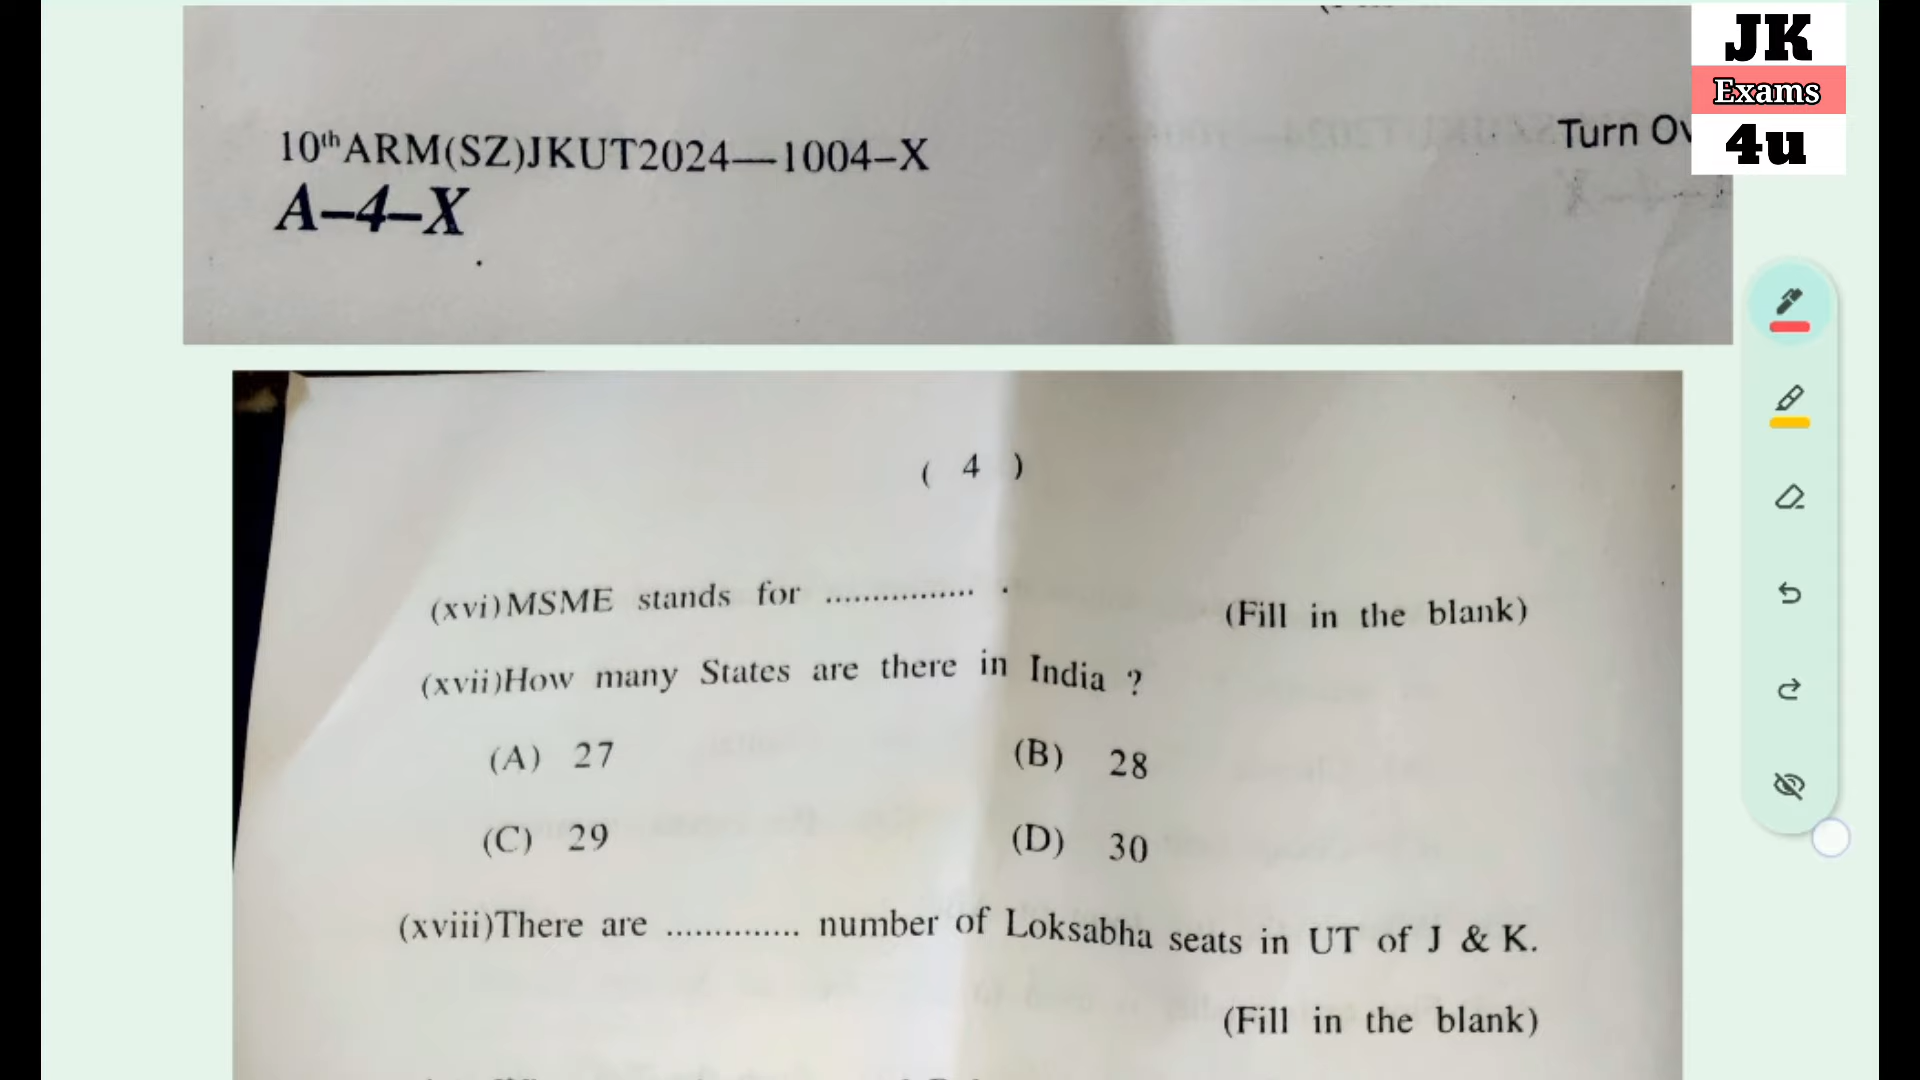 JK
Exams
4u
10thARM(SZ)JKUT2024—1004–X
Turn
A–4–X
( 4 )
(xvi) MSME stands for ................ .
(Fill in the blank)
(xvii) How many States are there in India ?
(A) 27
(B) 28
(C) 29
(D) 30
(xviii) There are .............. number of Loksabha seats in UT of J & K.
(Fill in the blank)